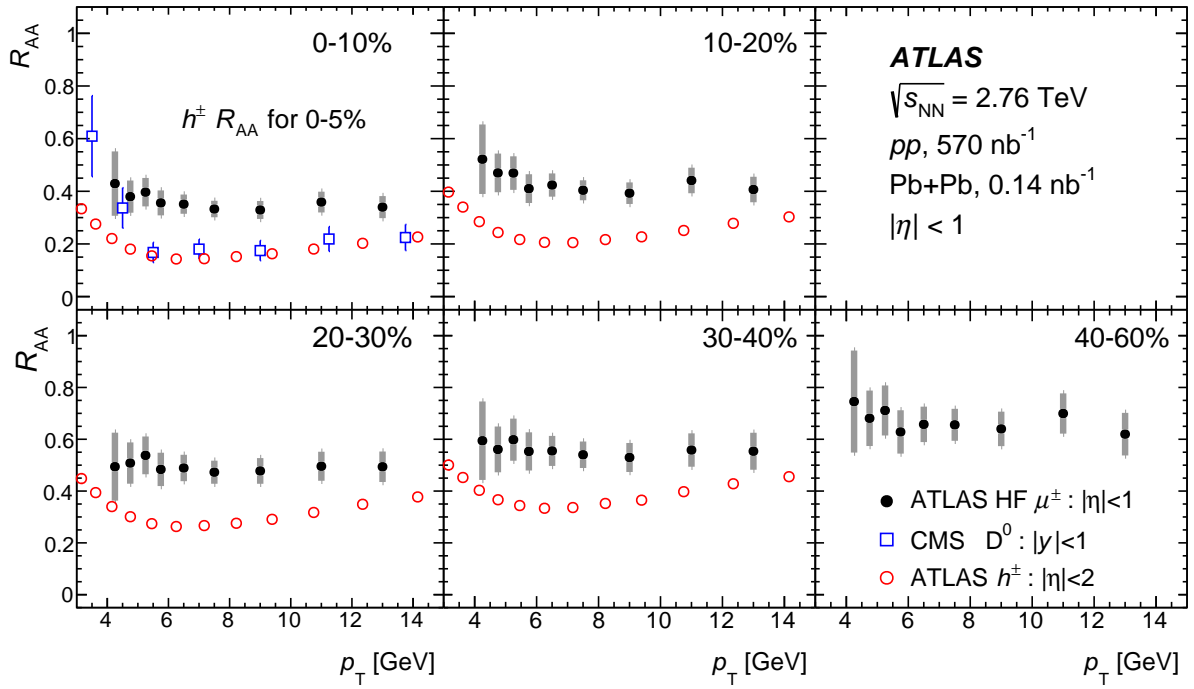 R_AA
1
0.8
0.6
0.4
0.2
0
0-10%
h± R_AA for 0-5%
10-20%
ATLAS
√s_NN = 2.76 TeV
pp, 570 nb⁻¹
Pb+Pb, 0.14 nb⁻¹
|η| < 1
R_AA
1
0.8
0.6
0.4
0.2
0
20-30%
30-40%
40-60%
ATLAS HF μ± : |η|<1
CMS D⁰ : |y|<1
ATLAS h± : |η|<2
4 6 8 10 12 14
4 6 8 10 12 14
4 6 8 10 12 14
p_T [GeV]
p_T [GeV]
p_T [GeV]